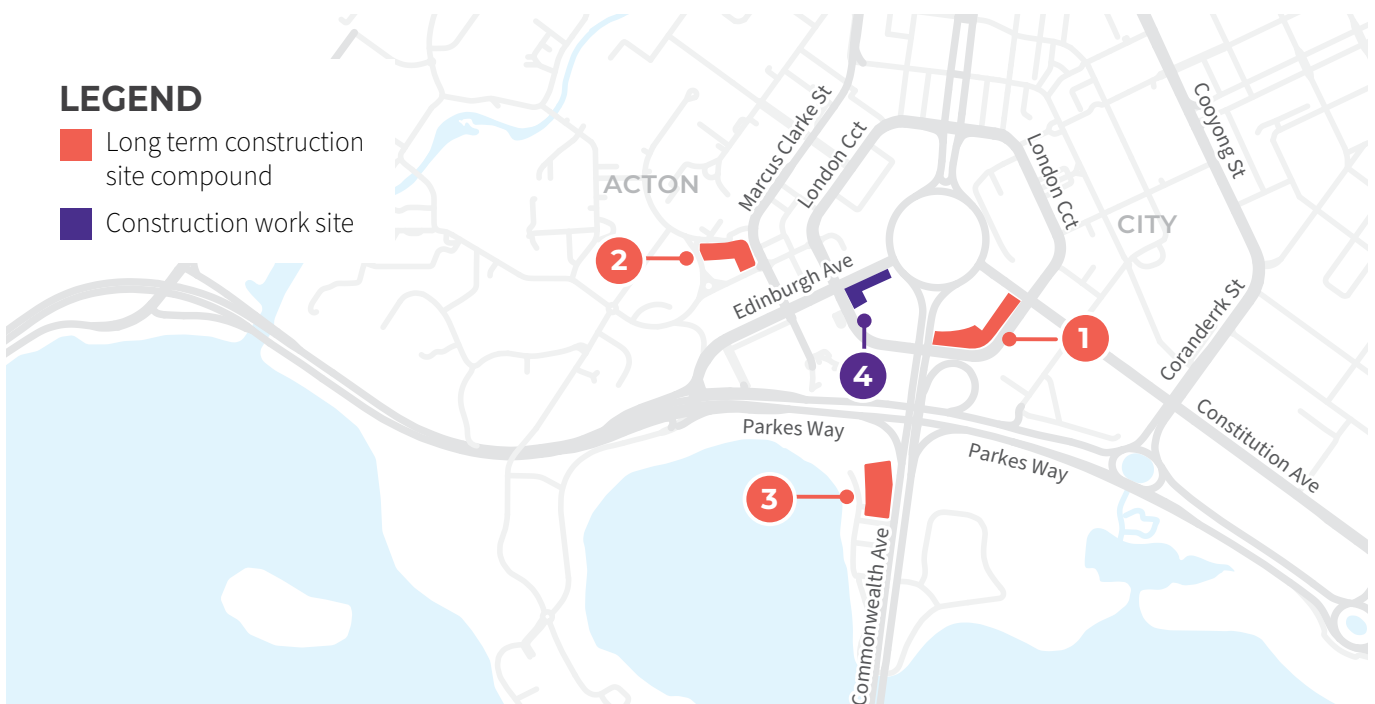 LEGEND
Long term construction
site compound
Construction work site
ACTON
CITY
Marcus Clarke St
London Cct
London Cct
Cooyong St
Edinburgh Ave
Coranderrk St
Constitution Ave
Parkes Way
Parkes Way
Commonwealth Ave
2
1
4
3